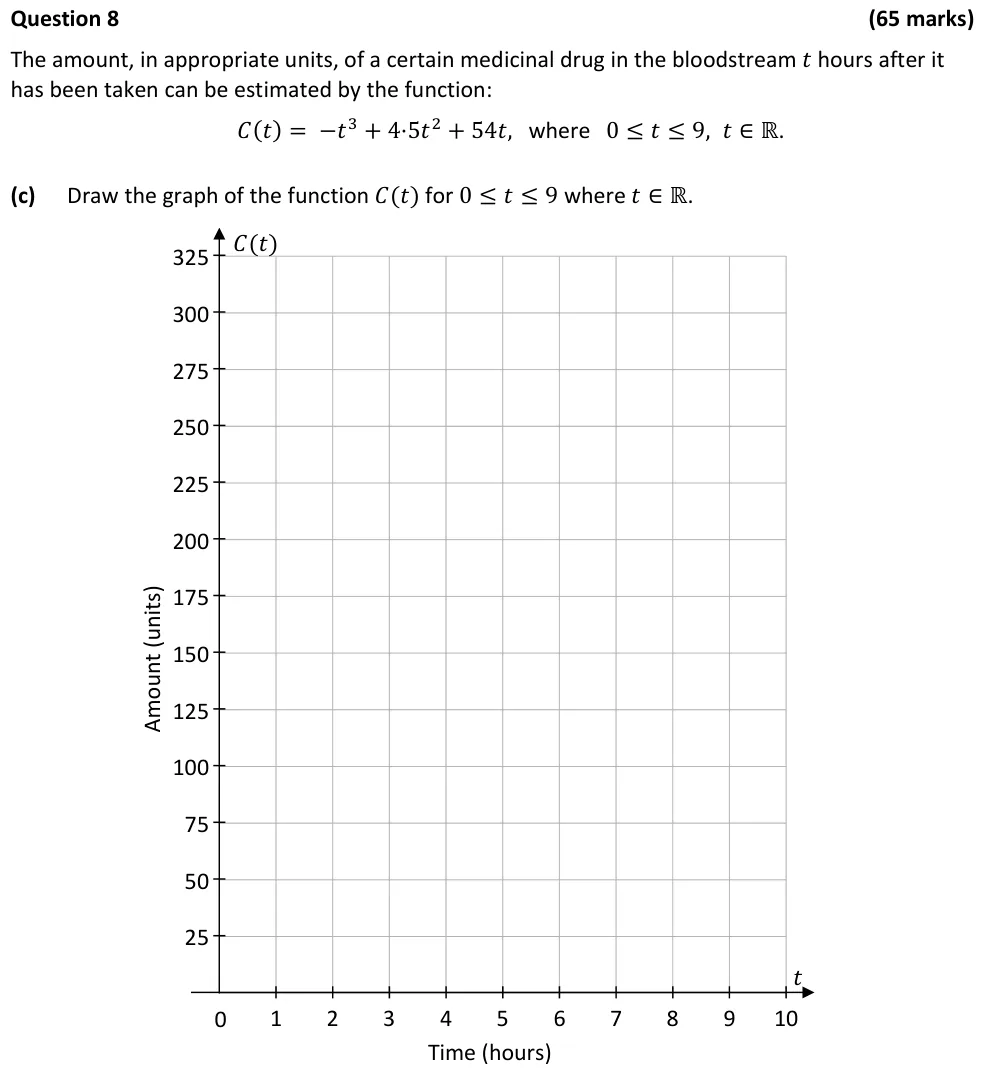 Question 8 (65 marks)
The amount, in appropriate units, of a certain medicinal drug in the bloodstream t hours after it
has been taken can be estimated by the function:
C(t) = −t³ + 4·5t² + 54t, where 0 ≤ t ≤ 9, t ∈ ℝ.
(c) Draw the graph of the function C(t) for 0 ≤ t ≤ 9 where t ∈ ℝ.
C(t)
325
300
275
250
225
200
175
150
125
100
75
50
25
Amount (units)
t
0 1 2 3 4 5 6 7 8 9 10
Time (hours)